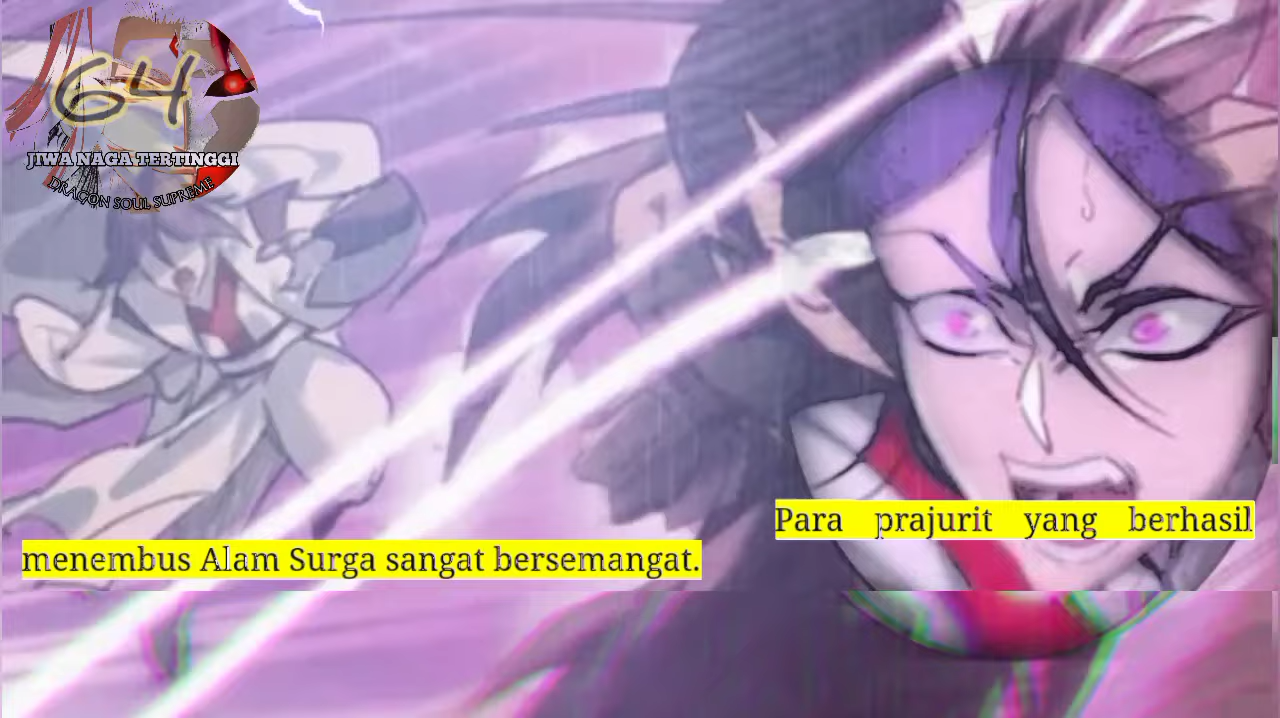 64
JIWA NAGA TERTINGGI
DRAGON SOUL SUPREME
Para prajurit yang berhasil
menembus Alam Surga sangat bersemangat.